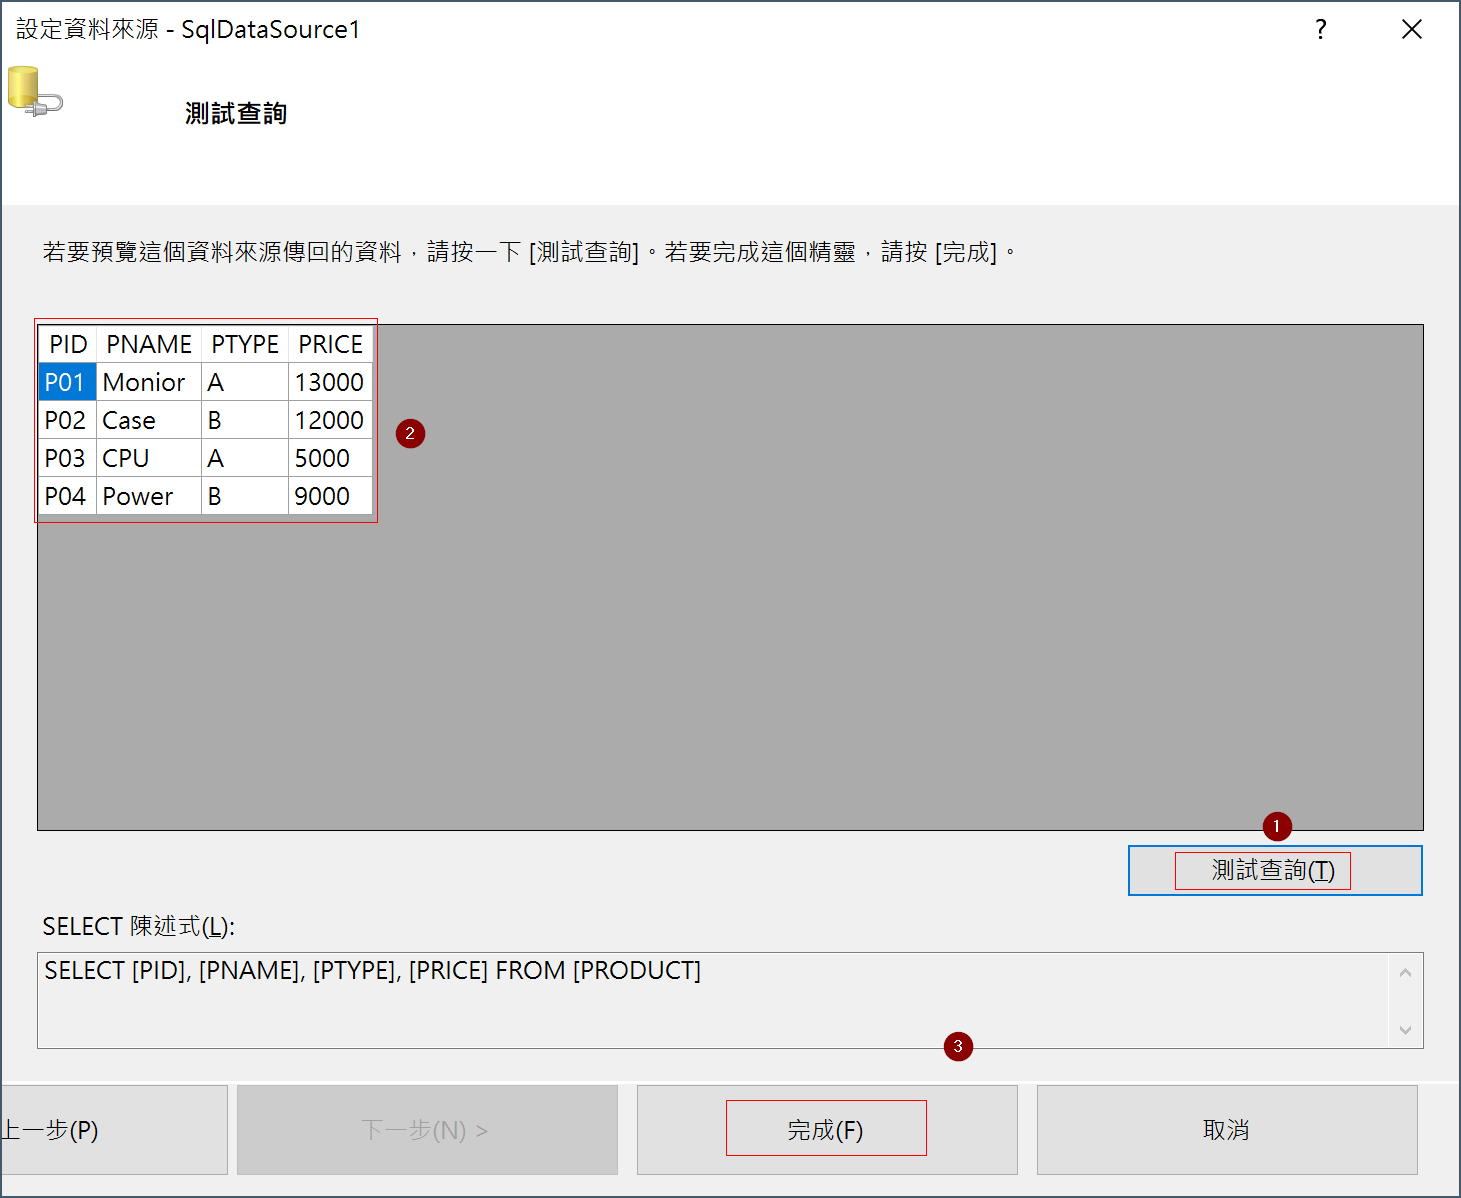 設定資料來源 - SqlDataSource1
?
測試查詢
若要預覽這個資料來源傳回的資料，請按一下 [測試查詢]。若要完成這個精靈，請按 [完成]。
PID PNAME PTYPE PRICE
P01 Monior A 13000
P02 Case B 12000
P03 CPU A 5000
P04 Power B 9000
2
1
測試查詢(T)
SELECT 陳述式(L):
SELECT [PID], [PNAME], [PTYPE], [PRICE] FROM [PRODUCT]
3
上一步(P)
下一步(N) >
完成(F)
取消